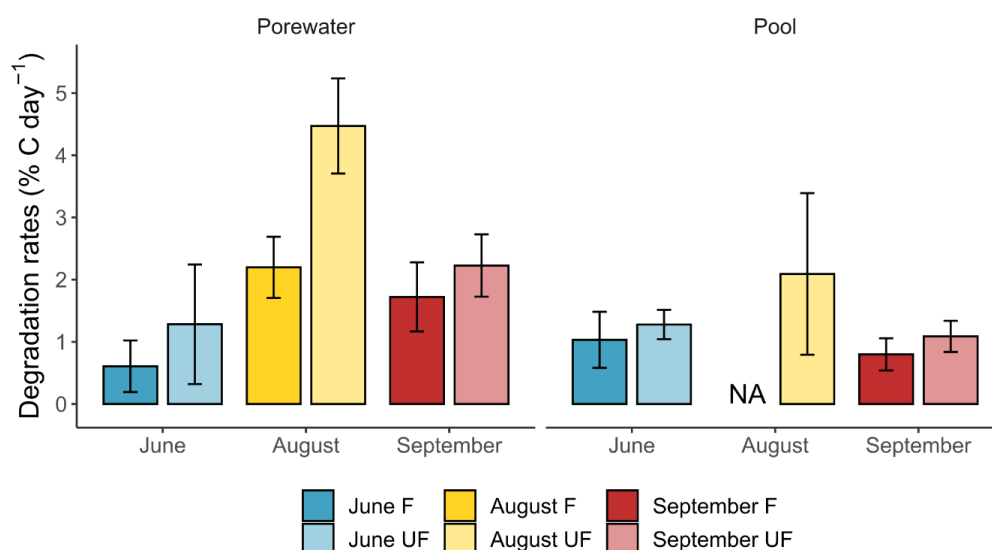 Porewater Pool
Degradation rates (% C day⁻¹)
5
4
3
2
1
0
NA
June August September June August September
June F August F September F
June UF August UF September UF